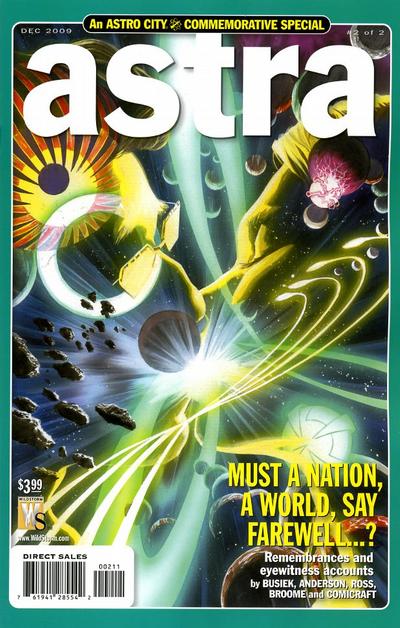 An ASTRO CITY COMMEMORATIVE SPECIAL
DEC 2009
#2 of 2
astra
MUST A NATION,
A WORLD, SAY
FAREWELL...?
Remembrances and
eyewitness accounts
by BUSIEK, ANDERSON, ROSS,
BROOME and COMICRAFT
$3.99
WILDSTORM
WS
www.WildStorm.com
DIRECT SALES
00211
7 61941 28554 2